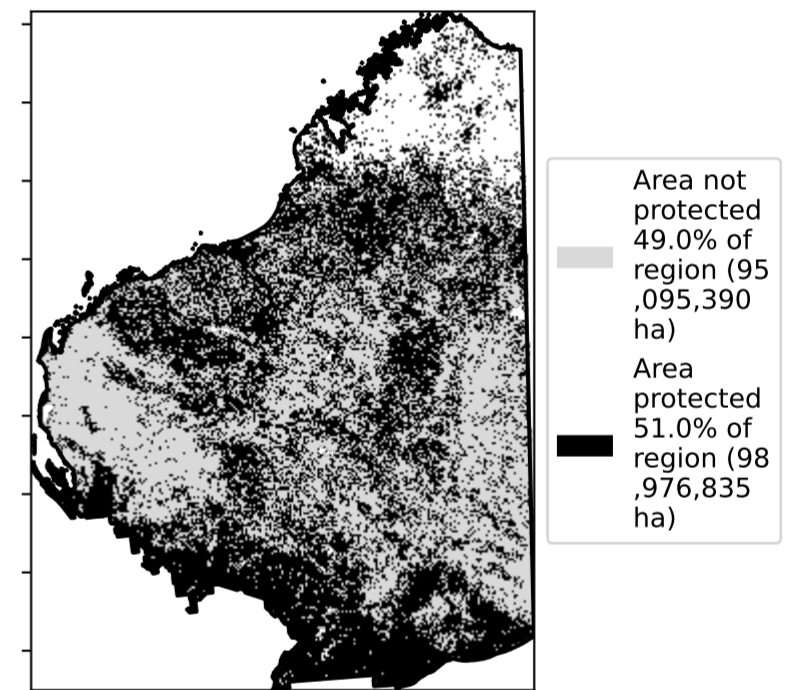 Area not
protected
49.0% of
region (95
,095,390
ha)
Area
protected
51.0% of
region (98
,976,835
ha)